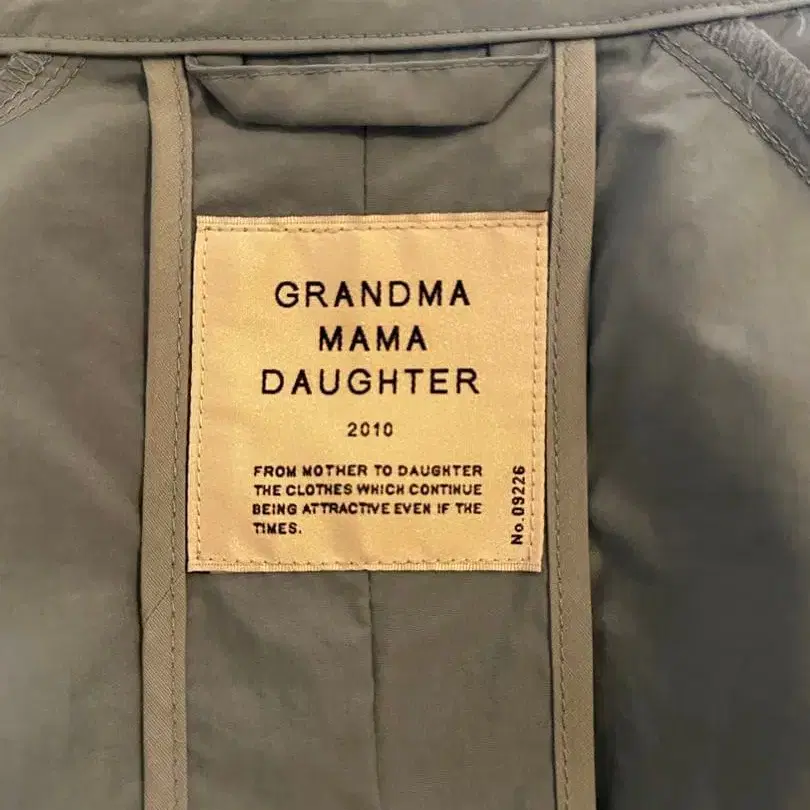 GRANDMA
MAMA
DAUGHTER
2010
FROM MOTHER TO DAUGHTER
THE CLOTHES WHICH CONTINUE
BEING ATTRACTIVE EVEN IF THE
TIMES.
No.09226